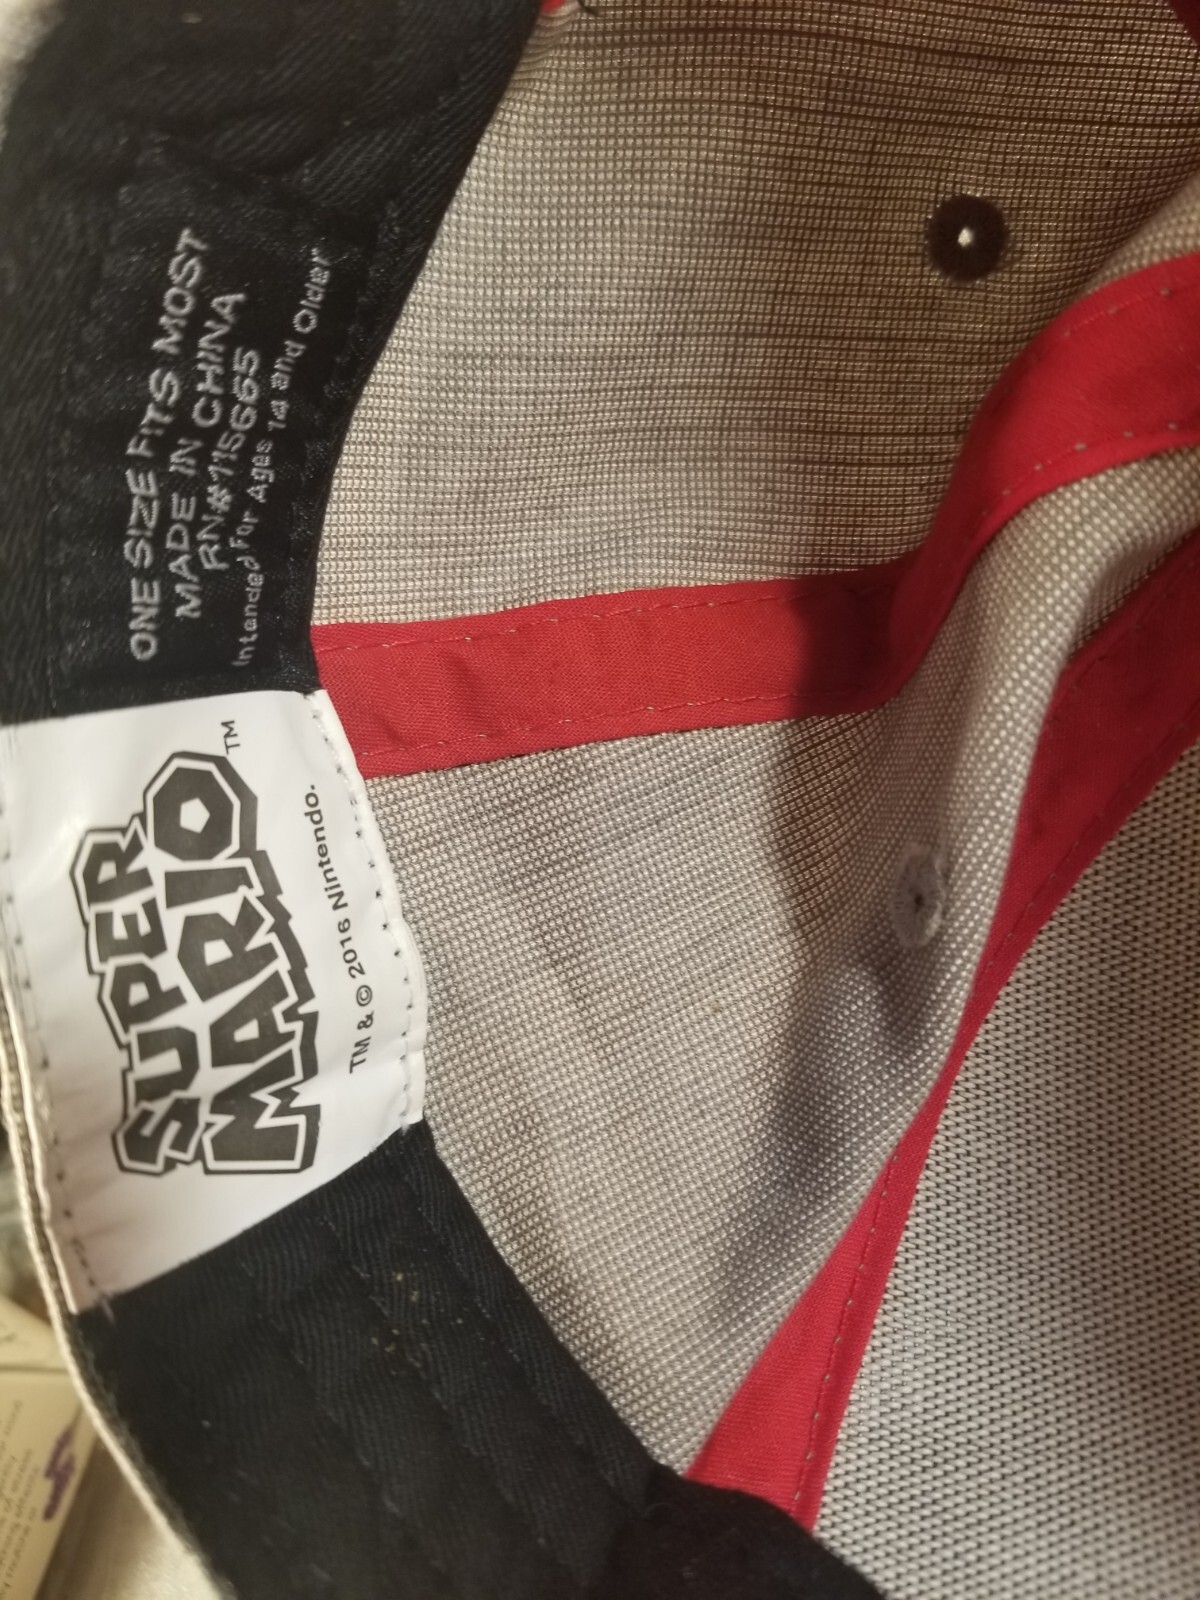 ONE SIZE FITS MOST
MADE IN CHINA
RN#115665
Intended For Ages 14 and Older
SUPER
MARIO™
TM & © 2016 Nintendo.